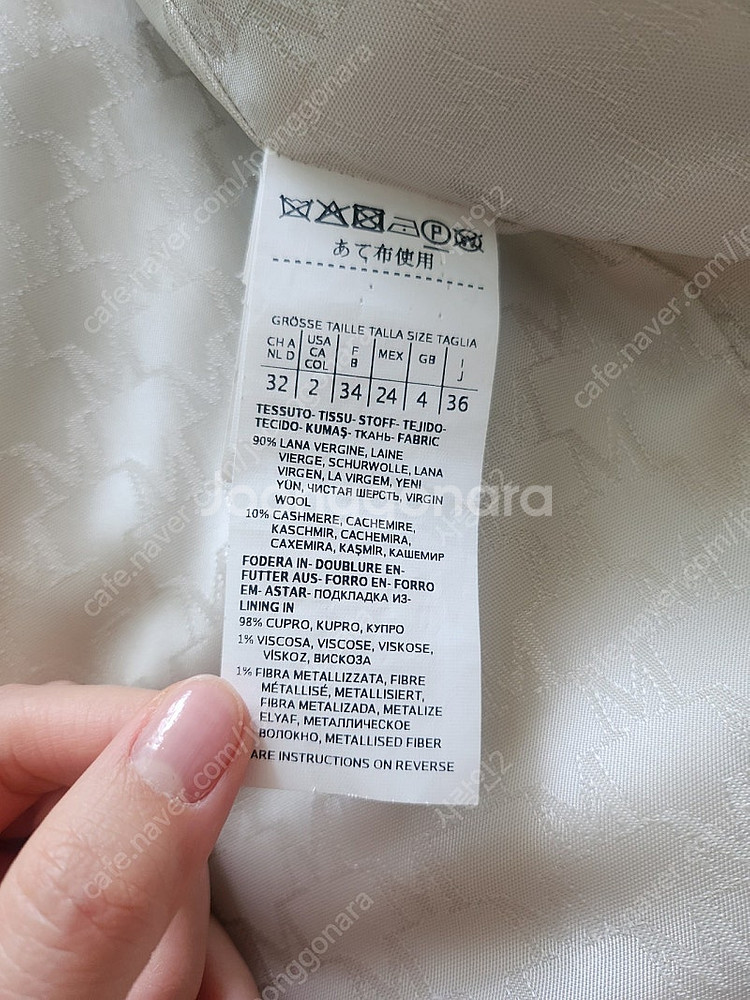 あて布使用
GRÖSSE TAILLE TALLA SIZE TAGLIA
CH A NL D
USA CA COL
F B
MEX
GB
I J
32 2 34 24 4 36
TESSUTO- TISSU- STOFF- TEJIDO-
TECIDO- KUMAŞ- ТКАНЬ- FABRIC
90% LANA VERGINE, LAINE
VIERGE, SCHURWOLLE, LANA
VIRGEN, LA VIRGEM, YENI
YÜN, ЧИСТАЯ ШЕРСТЬ, VIRGIN
WOOL
10% CASHMERE, CACHEMIRE,
KASCHMIR, CACHEMIRA,
CAXEMIRA, KAŞMİR, КАШЕМИР
FODERA IN- DOUBLURE EN-
FUTTER AUS- FORRO EN- FORRO
EM- ASTAR- ПОДКЛАДКА ИЗ-
LINING IN
98% CUPRO, KUPRO, КУПРО
1% VISCOSA, VISCOSE, VISKOSE,
VİSKOZ, ВИСКОЗА
1% FIBRA METALLIZZATA, FIBRE
MÉTALLISÉ, METALLISIERT,
FIBRA METALIZADA, METALIZE
ELYAF, МЕТАЛЛИЧЕСКОЕ
ВОЛОКНО, METALLISED FIBER
ARE INSTRUCTIONS ON REVERSE
Joonggonara
cafe.naver.com/joonggonara